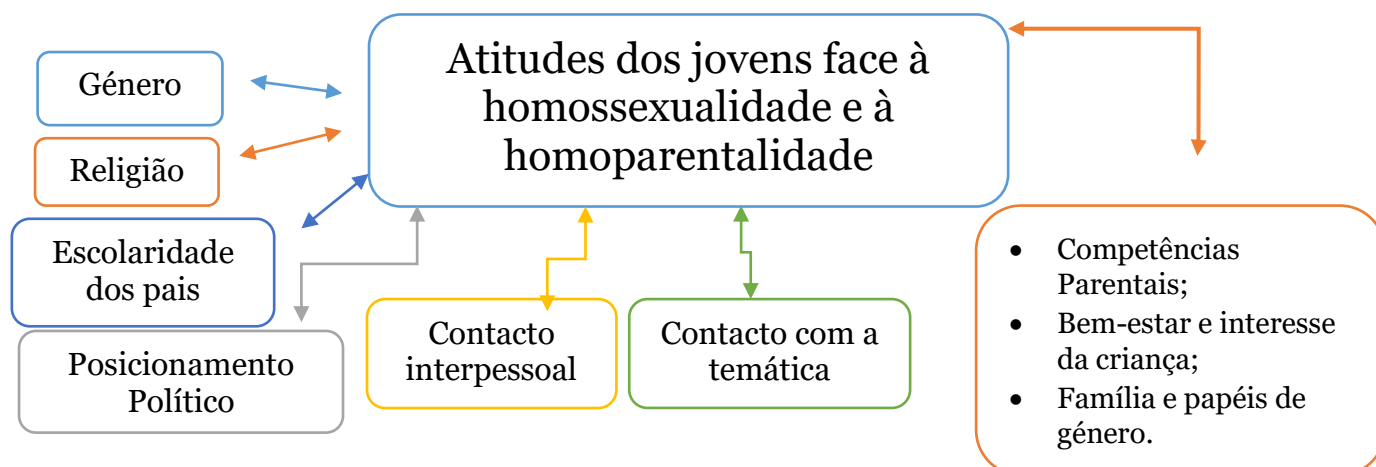 Atitudes dos jovens face à
homossexualidade e à
homoparentalidade
Género
Religião
Escolaridade
dos pais
Posicionamento
Político
Contacto
interpessoal
Contacto com a
temática
• Competências
Parentais;
• Bem-estar e interesse
da criança;
• Família e papéis de
género.